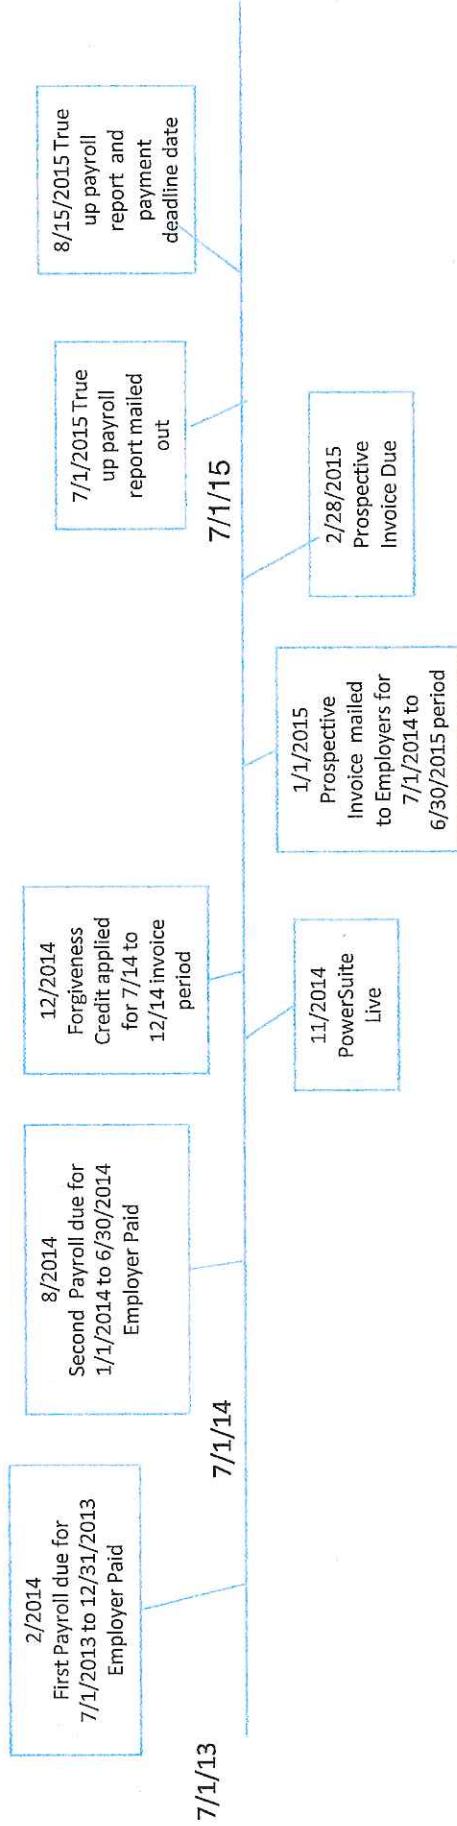 2/2014
First Payroll due for
7/1/2013 to 12/31/2013
Employer Paid
8/2014
Second Payroll due for
1/1/2014 to 6/30/2014
Employer Paid
12/2014
Forgiveness
Credit applied
for 7/14 to
12/14 invoice
period
7/1/2015 True
up payroll
report mailed
out
8/15/2015 True
up payroll
report and
payment
deadline date
7/1/13
7/1/14
7/1/15
11/2014
PowerSuite
Live
1/1/2015
Prospective
Invoice mailed
to Employers for
7/1/2014 to
6/30/2015 period
2/28/2015
Prospective
Invoice Due